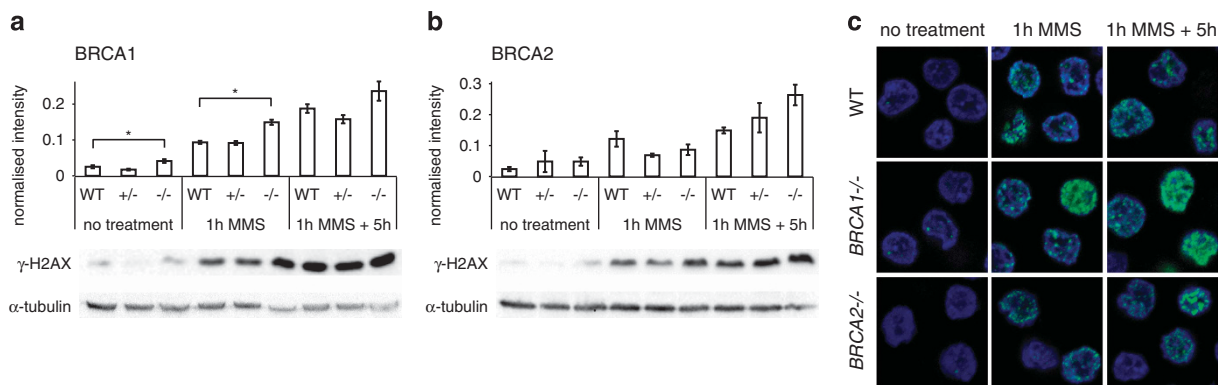 a
BRCA1
normalised intensity
0.2
0.1
0
*
*
WT +/- -/- WT +/- -/- WT +/- -/-
no treatment 1h MMS 1h MMS + 5h
γ-H2AX
α-tubulin
b
BRCA2
normalised intensity
0.3
0.2
0.1
0
WT +/- -/- WT +/- -/- WT +/- -/-
no treatment 1h MMS 1h MMS + 5h
γ-H2AX
α-tubulin
c
no treatment 1h MMS 1h MMS + 5h
WT
BRCA1-/-
BRCA2-/-